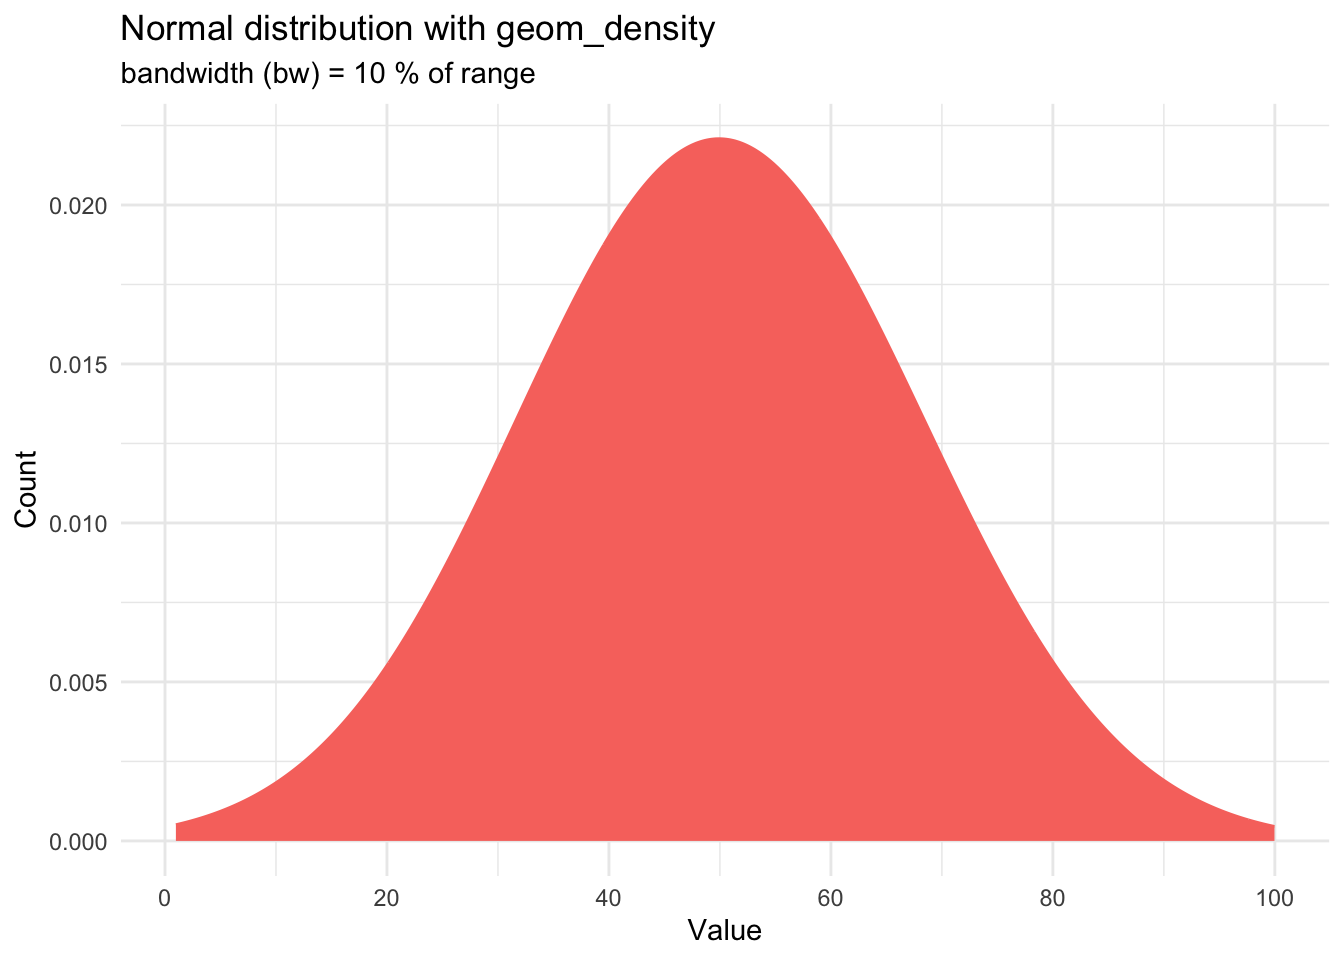 Normal distribution with geom_density
bandwidth (bw) = 10 % of range
0.020
0.015
0.010
0.005
0.000
Count
0 20 40 60 80 100
Value